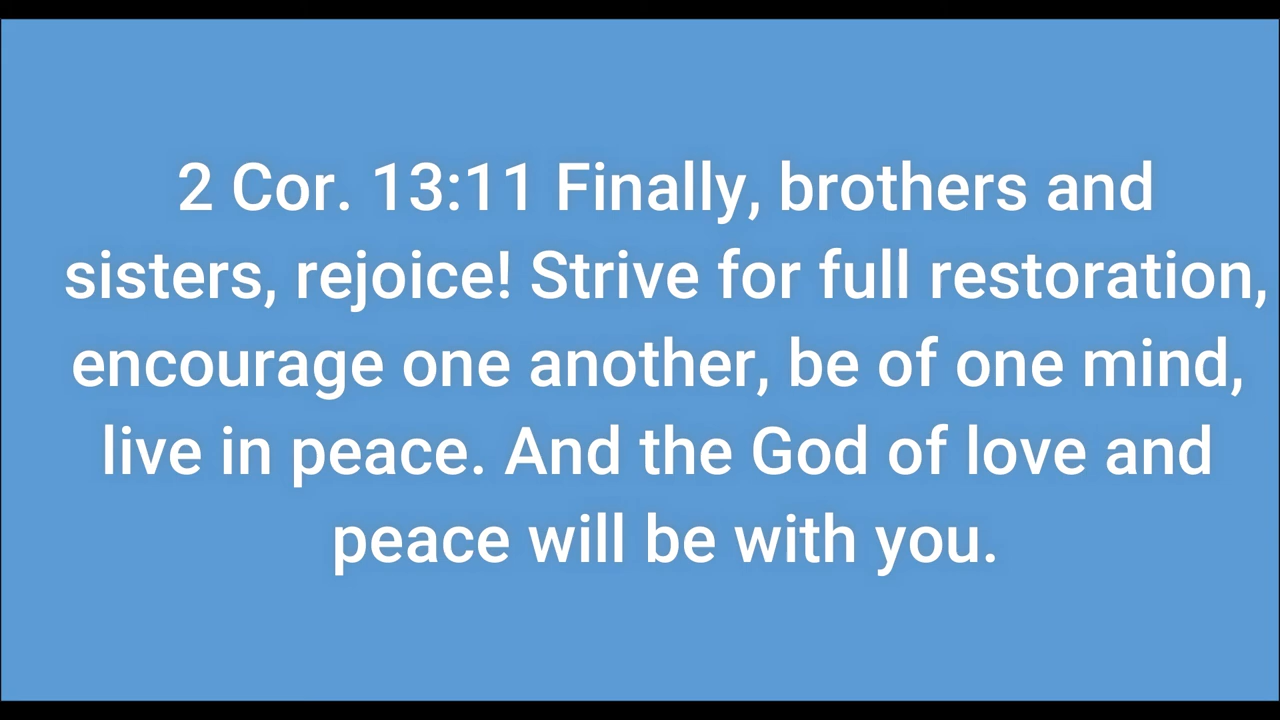 2 Cor. 13:11 Finally, brothers and
sisters, rejoice! Strive for full restoration,
encourage one another, be of one mind,
live in peace. And the God of love and
peace will be with you.